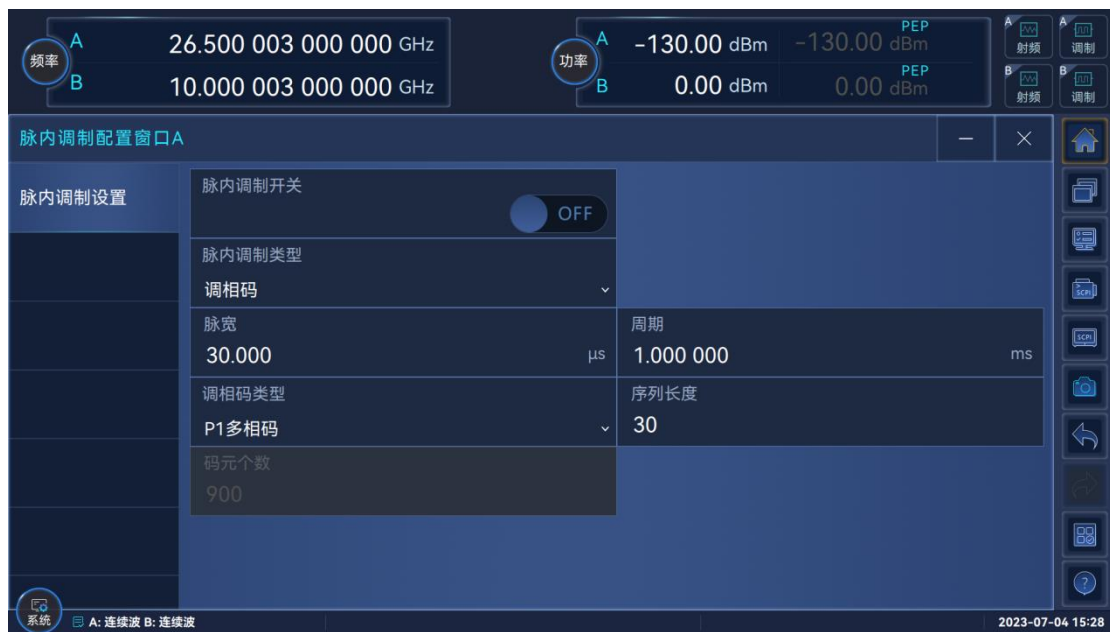 频率
A 26.500 003 000 000 GHz
B 10.000 003 000 000 GHz
功率
PEP
A -130.00 dBm -130.00 dBm
PEP
B 0.00 dBm 0.00 dBm
A 射频
A 调制
B 射频
B 调制
脉内调制配置窗口A
脉内调制设置
脉内调制开关
OFF
脉内调制类型
调相码
脉宽
30.000 μs
周期
1.000 000 ms
调相码类型
P1多相码
序列长度
30
码元个数
900
SCPI
SCPI
系统
A: 连续波 B: 连续波
2023-07-04 15:28